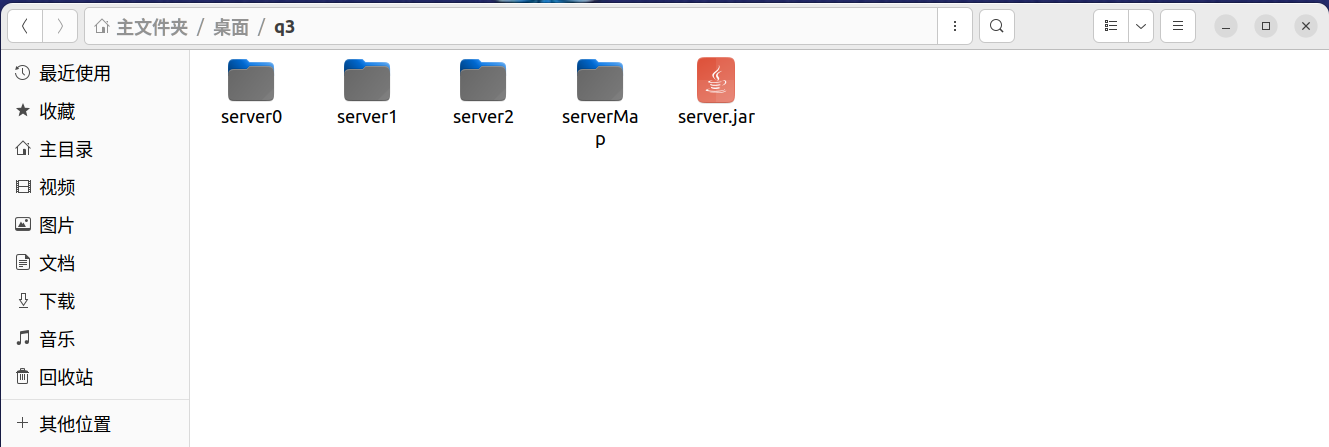 主文件夹 / 桌面 / q3
最近使用
收藏
主目录
视频
图片
文档
下载
音乐
回收站
其他位置
server0
server1
server2
serverMa
p
server.jar